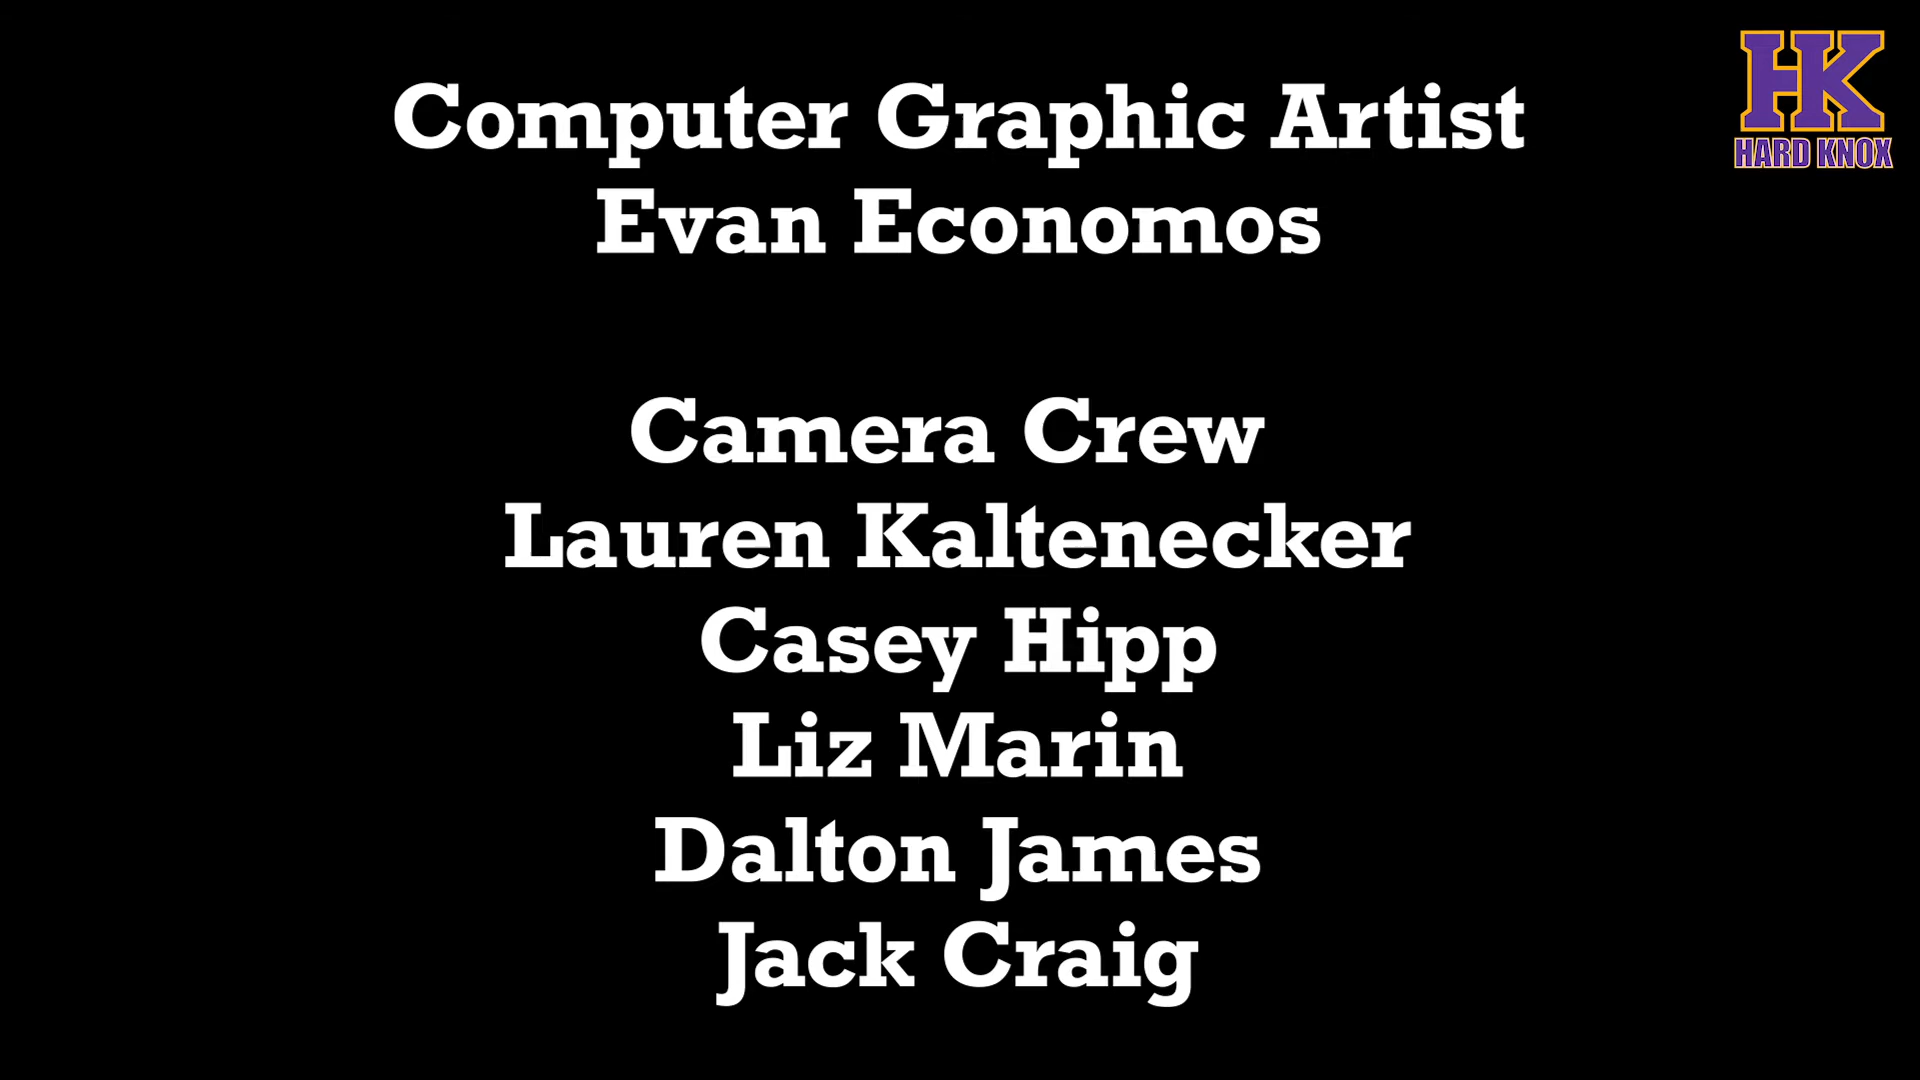 HK
HARD KNOX
Computer Graphic Artist
Evan Economos
Camera Crew
Lauren Kaltenecker
Casey Hipp
Liz Marin
Dalton James
Jack Craig